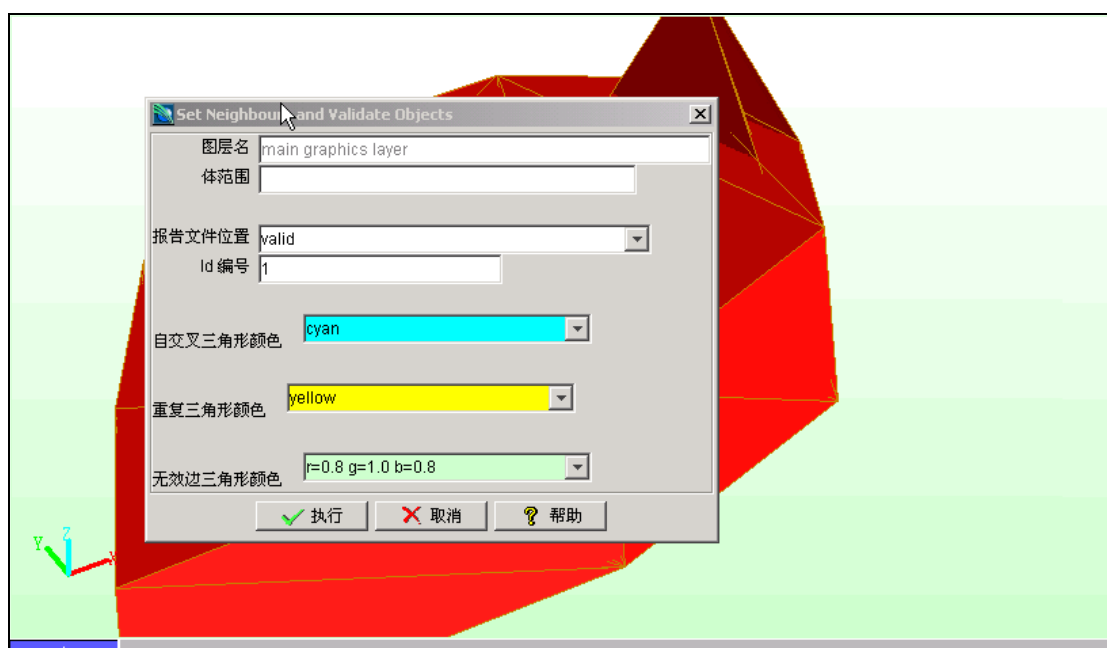 Set Neighbours and Validate Objects
图层名 main graphics layer
体范围
报告文件位置 valid
Id 编号 1
自交叉三角形颜色 cyan
重复三角形颜色 yellow
无效边三角形颜色 r=0.8 g=1.0 b=0.8
执行 取消 帮助
Y Z X